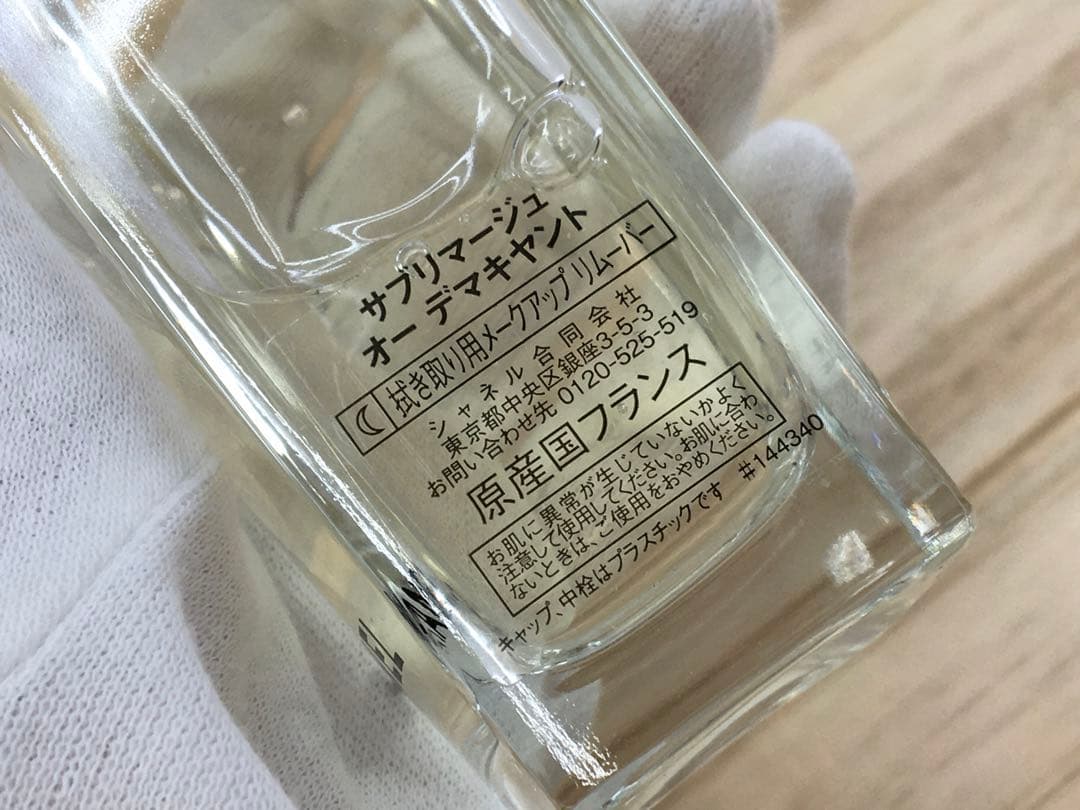 サブリマージュ
オー デマキヤント
拭き取り用メークアップ リムーバー
シャネル合同会社
東京都中央区銀座3-5-3
お問い合わせ先 0120-525-519
原産国フランス
お肌に異常が生じていないかよく
注意して使用してください。お肌に合わ
ないときは、ご使用をおやめください。
キャップ、中栓はプラスチックです #144340